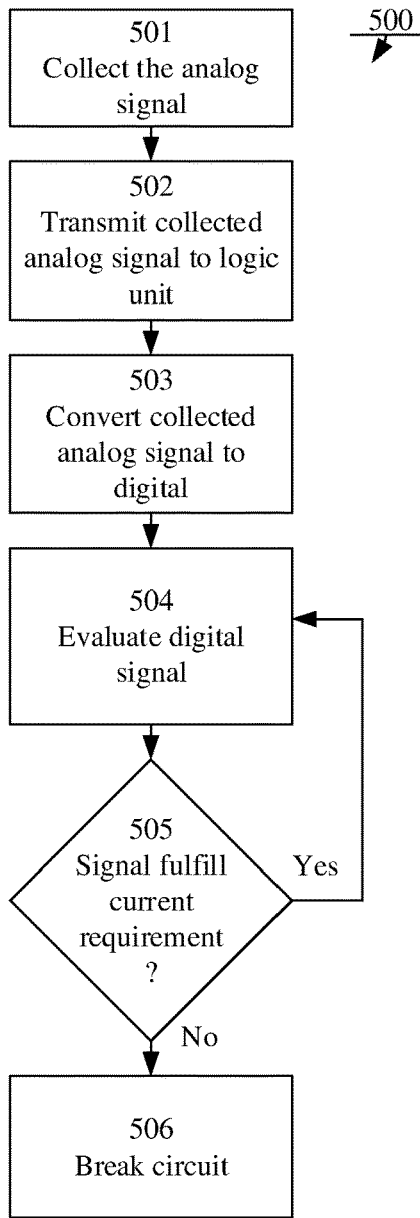 500
501
Collect the analog
signal
502
Transmit collected
analog signal to logic
unit
503
Convert collected
analog signal to
digital
504
Evaluate digital
signal
505
Signal fulfill
current
requirement
?
Yes
No
506
Break circuit